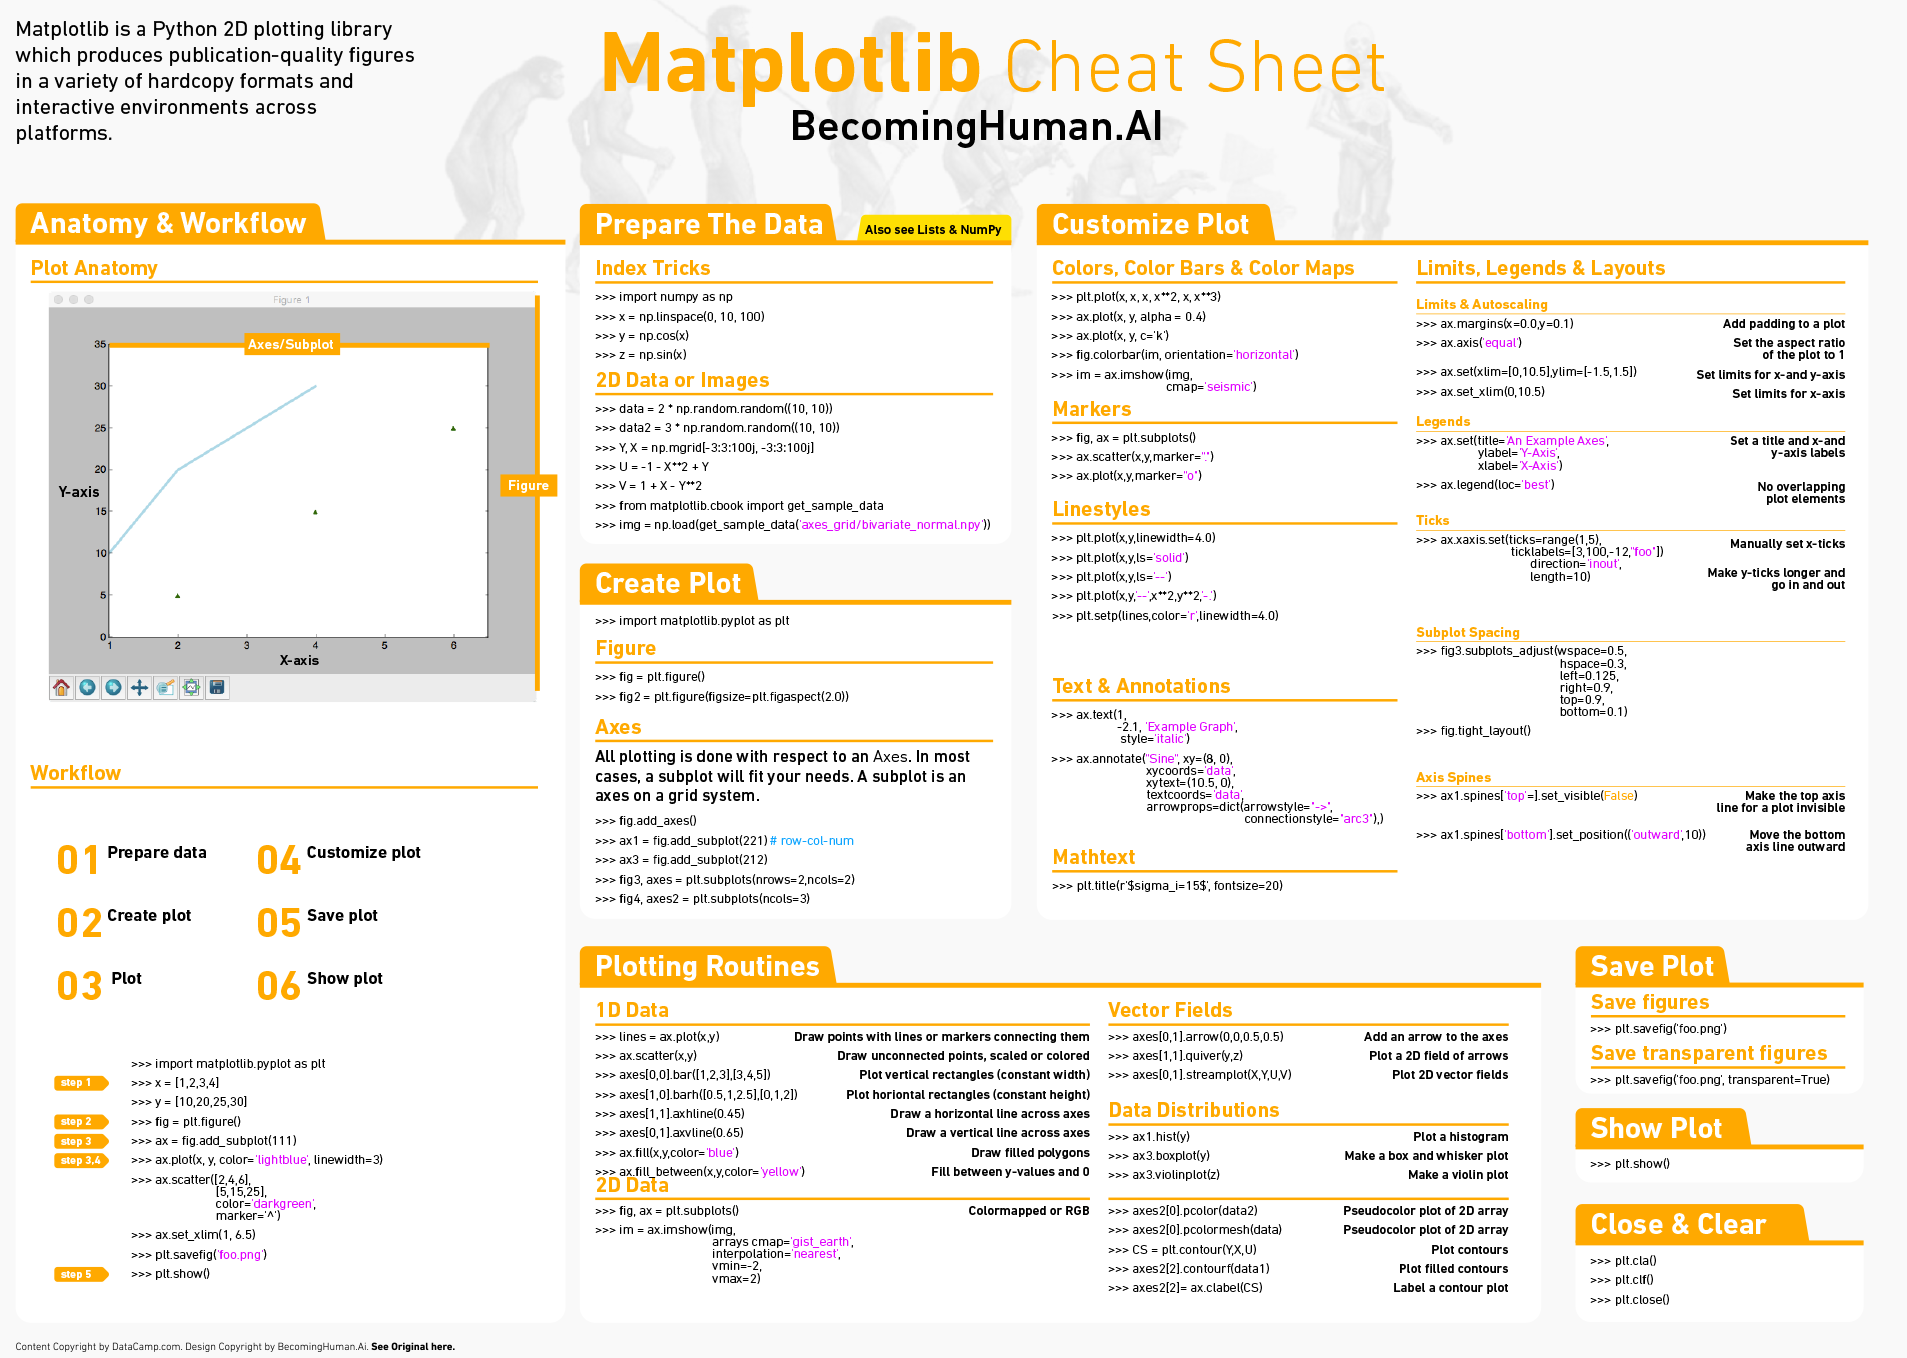 Matplotlib is a Python 2D plotting library
which produces publication-quality figures
in a variety of hardcopy formats and
interactive environments across
platforms.
Matplotlib Cheat Sheet
BecomingHuman.AI
Anatomy & Workflow
Plot Anatomy
Figure 1
Axes/Subplot
35
30
25
20
15
10
5
0
Y-axis
Figure
1 2 3 4 5 6
X-axis
Workflow
01 Prepare data
02 Create plot
03 Plot
04 Customize plot
05 Save plot
06 Show plot
>>> import matplotlib.pyplot as plt
step 1 >>> x = [1,2,3,4]
>>> y = [10,20,25,30]
step 2 >>> fig = plt.figure()
step 3 >>> ax = fig.add_subplot(111)
step 3,4 >>> ax.plot(x, y, color='lightblue', linewidth=3)
>>> ax.scatter([2,4,6],
[5,15,25],
color='darkgreen',
marker='^')
>>> ax.set_xlim(1, 6.5)
>>> plt.savefig('foo.png')
step 5 >>> plt.show()
Prepare The Data
Also see Lists & NumPy
Index Tricks
>>> import numpy as np
>>> x = np.linspace(0, 10, 100)
>>> y = np.cos(x)
>>> z = np.sin(x)
2D Data or Images
>>> data = 2 * np.random.random((10, 10))
>>> data2 = 3 * np.random.random((10, 10))
>>> Y, X = np.mgrid[-3:3:100j, -3:3:100j]
>>> U = -1 - X**2 + Y
>>> V = 1 + X - Y**2
>>> from matplotlib.cbook import get_sample_data
>>> img = np.load(get_sample_data('axes_grid/bivariate_normal.npy'))
Create Plot
>>> import matplotlib.pyplot as plt
Figure
>>> fig = plt.figure()
>>> fig2 = plt.figure(figsize=plt.figaspect(2.0))
Axes
All plotting is done with respect to an Axes. In most
cases, a subplot will fit your needs. A subplot is an
axes on a grid system.
>>> fig.add_axes()
>>> ax1 = fig.add_subplot(221) # row-col-num
>>> ax3 = fig.add_subplot(212)
>>> fig3, axes = plt.subplots(nrows=2,ncols=2)
>>> fig4, axes2 = plt.subplots(ncols=3)
Customize Plot
Colors, Color Bars & Color Maps
>>> plt.plot(x, x, x, x**2, x, x**3)
>>> ax.plot(x, y, alpha = 0.4)
>>> ax.plot(x, y, c='k')
>>> fig.colorbar(im, orientation='horizontal')
>>> im = ax.imshow(img,
cmap='seismic')
Markers
>>> fig, ax = plt.subplots()
>>> ax.scatter(x,y,marker=".")
>>> ax.plot(x,y,marker="o")
Linestyles
>>> plt.plot(x,y,linewidth=4.0)
>>> plt.plot(x,y,ls='solid')
>>> plt.plot(x,y,ls='--')
>>> plt.plot(x,y,'--',x**2,y**2,'-.')
>>> plt.setp(lines,color='r',linewidth=4.0)
Text & Annotations
>>> ax.text(1,
-2.1, 'Example Graph',
style='italic')
>>> ax.annotate("Sine", xy=(8, 0),
xycoords='data',
xytext=(10.5, 0),
textcoords='data',
arrowprops=dict(arrowstyle="->",
connectionstyle="arc3"),)
Mathtext
>>> plt.title(r'$sigma_i=15$', fontsize=20)
Limits, Legends & Layouts
Limits & Autoscaling
>>> ax.margins(x=0.0,y=0.1) Add padding to a plot
>>> ax.axis('equal') Set the aspect ratio
of the plot to 1
>>> ax.set(xlim=[0,10.5],ylim=[-1.5,1.5]) Set limits for x-and y-axis
>>> ax.set_xlim(0,10.5) Set limits for x-axis
Legends
>>> ax.set(title='An Example Axes', Set a title and x-and
ylabel='Y-Axis', y-axis labels
xlabel='X-Axis')
>>> ax.legend(loc='best') No overlapping
plot elements
Ticks
>>> ax.xaxis.set(ticks=range(1,5), Manually set x-ticks
ticklabels=[3,100,-12,"foo"])
direction='inout', Make y-ticks longer and
length=10) go in and out
Subplot Spacing
>>> fig3.subplots_adjust(wspace=0.5,
hspace=0.3,
left=0.125,
right=0.9,
top=0.9,
bottom=0.1)
>>> fig.tight_layout()
Axis Spines
>>> ax1.spines['top'=].set_visible(False) Make the top axis
line for a plot invisible
>>> ax1.spines['bottom'].set_position(('outward',10)) Move the bottom
axis line outward
Plotting Routines
1D Data
>>> lines = ax.plot(x,y) Draw points with lines or markers connecting them
>>> ax.scatter(x,y) Draw unconnected points, scaled or colored
>>> axes[0,0].bar([1,2,3],[3,4,5]) Plot vertical rectangles (constant width)
>>> axes[1,0].barh([0.5,1,2.5],[0,1,2]) Plot horiontal rectangles (constant height)
>>> axes[1,1].axhline(0.45) Draw a horizontal line across axes
>>> axes[0,1].axvline(0.65) Draw a vertical line across axes
>>> ax.fill(x,y,color='blue') Draw filled polygons
>>> ax.fill_between(x,y,color='yellow') Fill between y-values and 0
2D Data
>>> fig, ax = plt.subplots() Colormapped or RGB
>>> im = ax.imshow(img,
arrays cmap='gist_earth',
interpolation='nearest',
vmin=-2,
vmax=2)
Vector Fields
>>> axes[0,1].arrow(0,0,0.5,0.5) Add an arrow to the axes
>>> axes[1,1].quiver(y,z) Plot a 2D field of arrows
>>> axes[0,1].streamplot(X,Y,U,V) Plot 2D vector fields
Data Distributions
>>> ax1.hist(y) Plot a histogram
>>> ax3.boxplot(y) Make a box and whisker plot
>>> ax3.violinplot(z) Make a violin plot
>>> axes2[0].pcolor(data2) Pseudocolor plot of 2D array
>>> axes2[0].pcolormesh(data) Pseudocolor plot of 2D array
>>> CS = plt.contour(Y,X,U) Plot contours
>>> axes2[2].contourf(data1) Plot filled contours
>>> axes2[2]= ax.clabel(CS) Label a contour plot
Save Plot
Save figures
>>> plt.savefig('foo.png')
Save transparent figures
>>> plt.savefig('foo.png', transparent=True)
Show Plot
>>> plt.show()
Close & Clear
>>> plt.cla()
>>> plt.clf()
>>> plt.close()
Content Copyright by DataCamp.com. Design Copyright by BecomingHuman.Ai. See Original here.